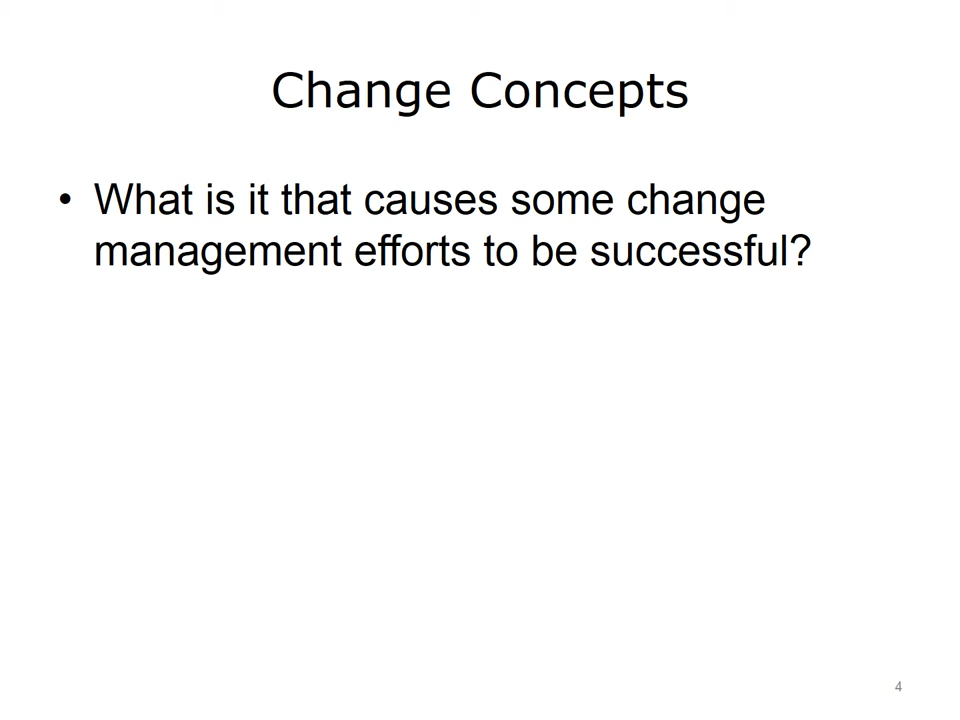 Change Concepts
• What is it that causes some change
management efforts to be successful?
4